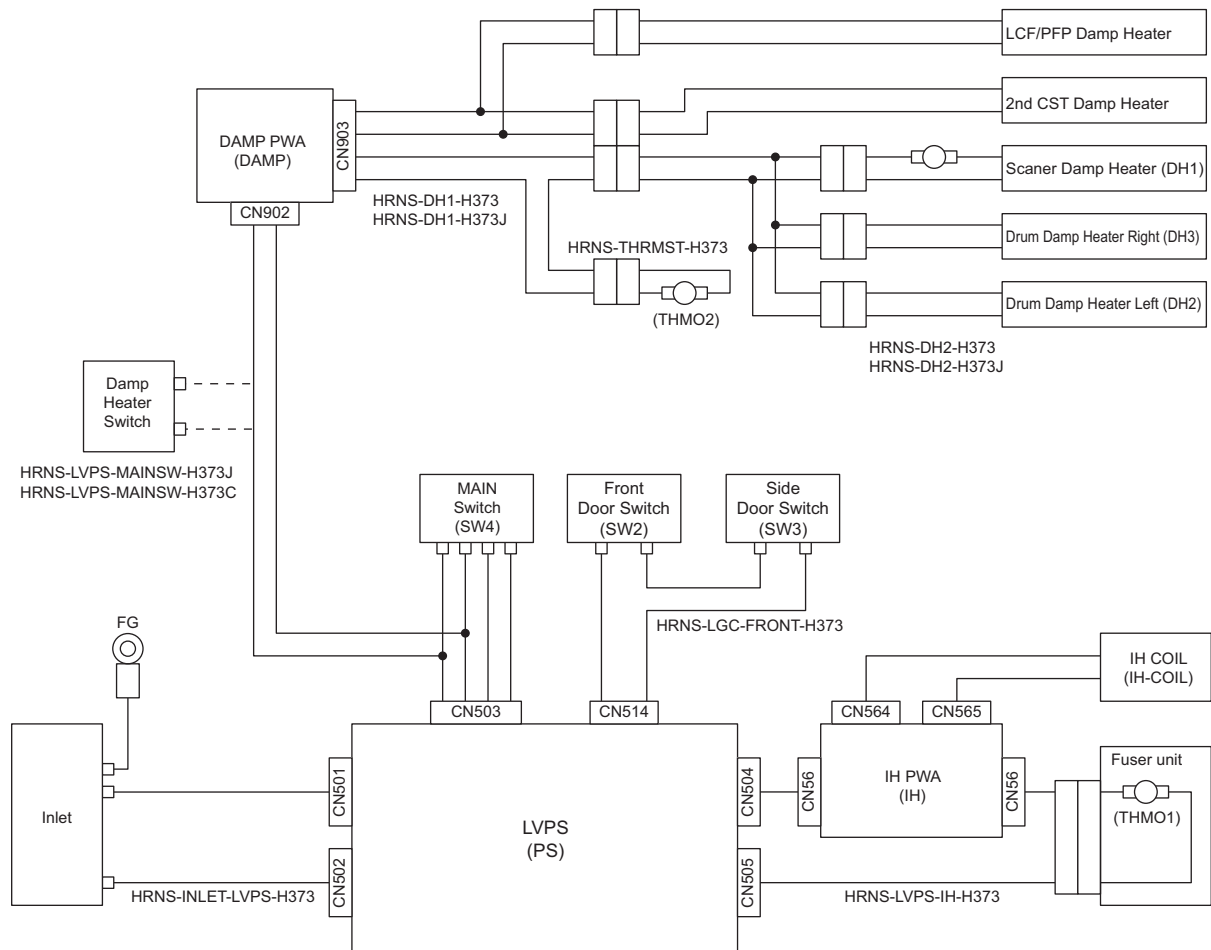 LCF/PFP Damp Heater
2nd CST Damp Heater
DAMP PWA
(DAMP)
CN903
Scaner Damp Heater (DH1)
CN902
HRNS-DH1-H373
HRNS-DH1-H373J
Drum Damp Heater Right (DH3)
HRNS-THRMST-H373
(THMO2)
Drum Damp Heater Left (DH2)
HRNS-DH2-H373
HRNS-DH2-H373J
Damp
Heater
Switch
HRNS-LVPS-MAINSW-H373J
HRNS-LVPS-MAINSW-H373C
MAIN
Switch
(SW4)
Front
Door Switch
(SW2)
Side
Door Switch
(SW3)
HRNS-LGC-FRONT-H373
FG
IH COIL
(IH-COIL)
CN503
CN514
CN564
CN565
Inlet
CN501
CN502
HRNS-INLET-LVPS-H373
LVPS
(PS)
CN504
CN505
CN56
IH PWA
(IH)
CN56
Fuser unit
(THMO1)
HRNS-LVPS-IH-H373